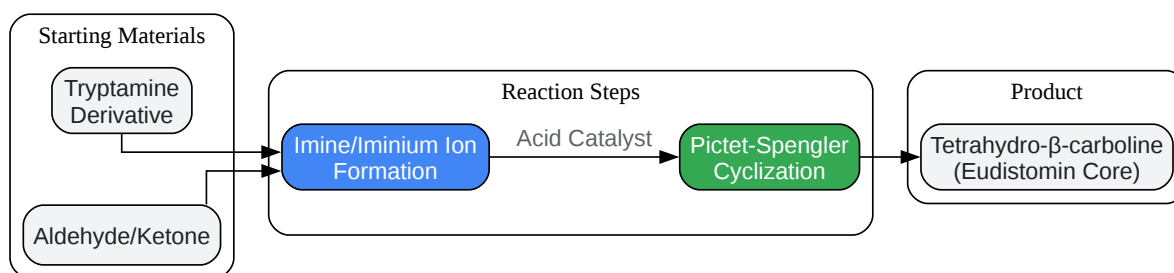 Starting Materials
Tryptamine
Derivative
Aldehyde/Ketone
Reaction Steps
Imine/Iminium Ion
Formation
Acid Catalyst
Pictet-Spengler
Cyclization
Product
Tetrahydro-β-carboline
(Eudistomin Core)